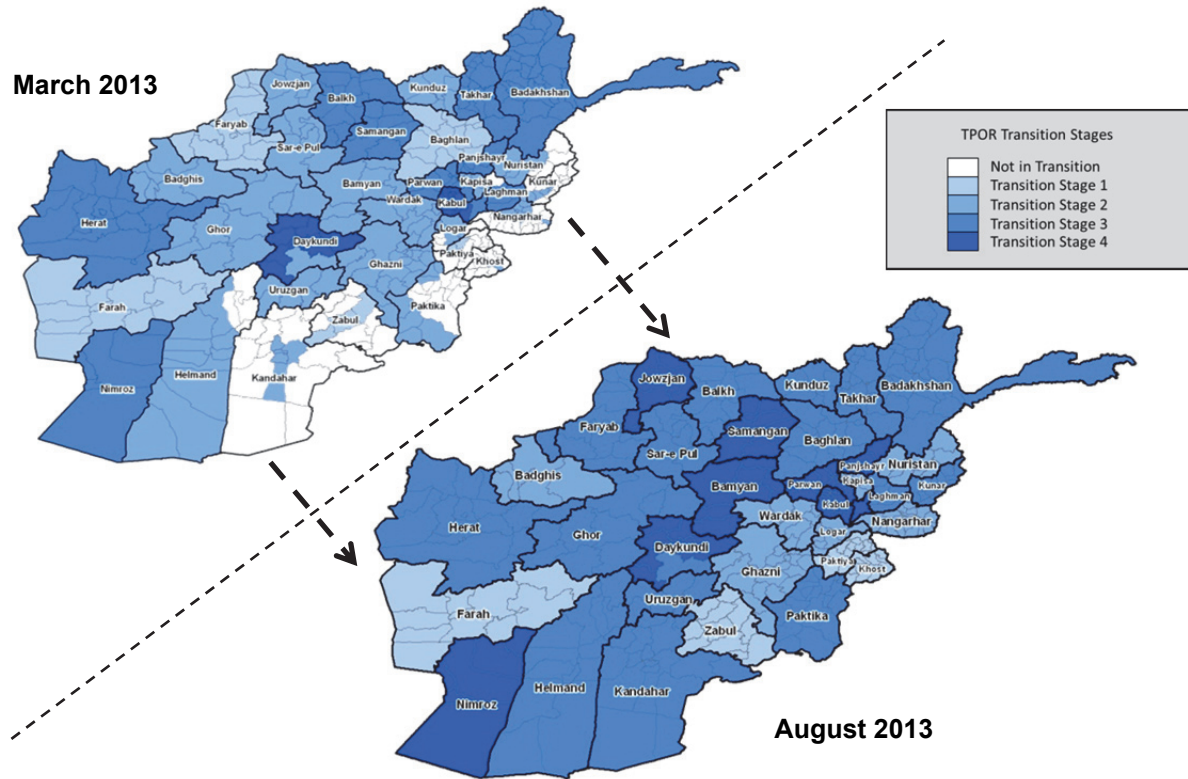 March 2013
Jowzjan
Balkh
Kunduz
Takhar
Badakhshan
Faryab
Samangan
Baghlan
Sar-e Pul
Panjshayr
Nuristan
Badghis
Bamyan
Parwan
Kapisa
Kunar
Laghman
Herat
Wardak
Kabul
Ghor
Nangarhar
Logar
Daykundi
Paktiya
Khost
Ghazni
Uruzgan
Farah
Paktika
Zabul
Nimroz
Helmand
Kandahar
TPOR Transition Stages
Not in Transition
Transition Stage 1
Transition Stage 2
Transition Stage 3
Transition Stage 4
Jowzjan
Balkh
Kunduz
Takhar
Badakhshan
Faryab
Samangan
Baghlan
Sar-e Pul
Panjshayr
Nuristan
Badghis
Bamyan
Parwan
Kapisa
Kunar
Laghman
Kabul
Herat
Wardak
Nangarhar
Ghor
Logar
Daykundi
Paktiya
Khost
Ghazni
Uruzgan
Farah
Paktika
Zabul
Nimroz
Helmand
Kandahar
August 2013